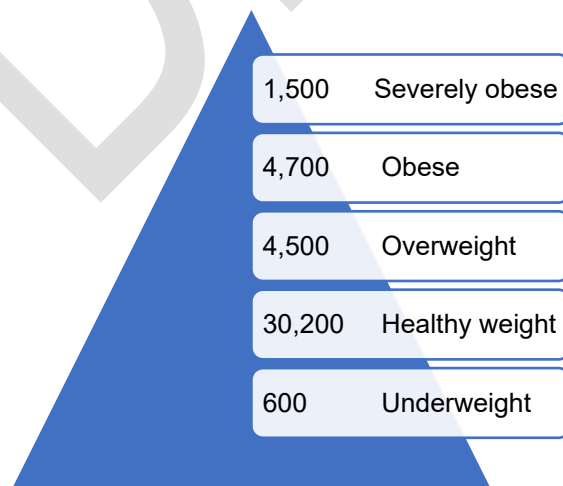 1,500 Severely obese
4,700 Obese
4,500 Overweight
30,200 Healthy weight
600 Underweight